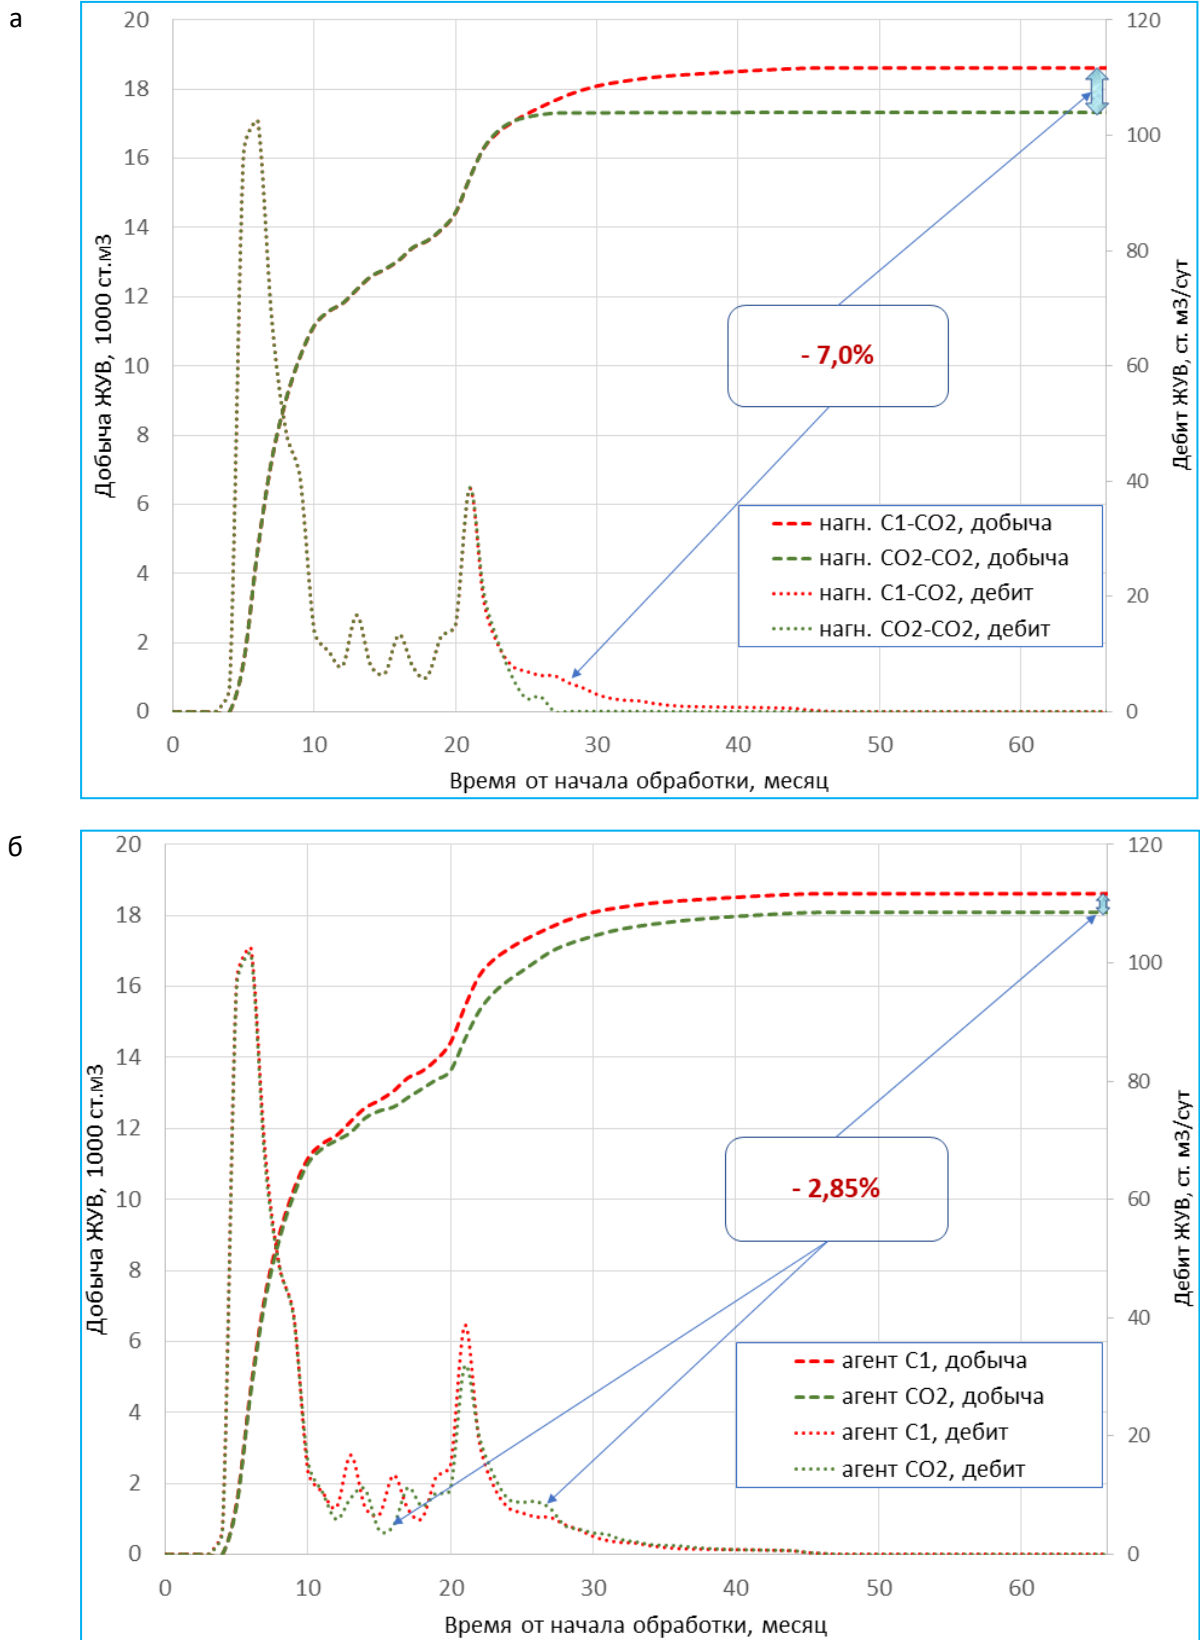 а
20
18
16
14
12
10
8
6
4
2
0
120
100
80
60
40
20
0
0 10 20 30 40 50 60
Добыча ЖУВ, 1000 ст.м3
Дебит ЖУВ, ст. м3/сут
Время от начала обработки, месяц
- 7,0%
нагн. С1-СО2, добыча
нагн. СО2-СО2, добыча
нагн. С1-СО2, дебит
нагн. СО2-СО2, дебит
б
20
18
16
14
12
10
8
6
4
2
0
120
100
80
60
40
20
0
0 10 20 30 40 50 60
Добыча ЖУВ, 1000 ст.м3
Дебит ЖУВ, ст. м3/сут
Время от начала обработки, месяц
- 2,85%
агент С1, добыча
агент СО2, добыча
агент С1, дебит
агент СО2, дебит